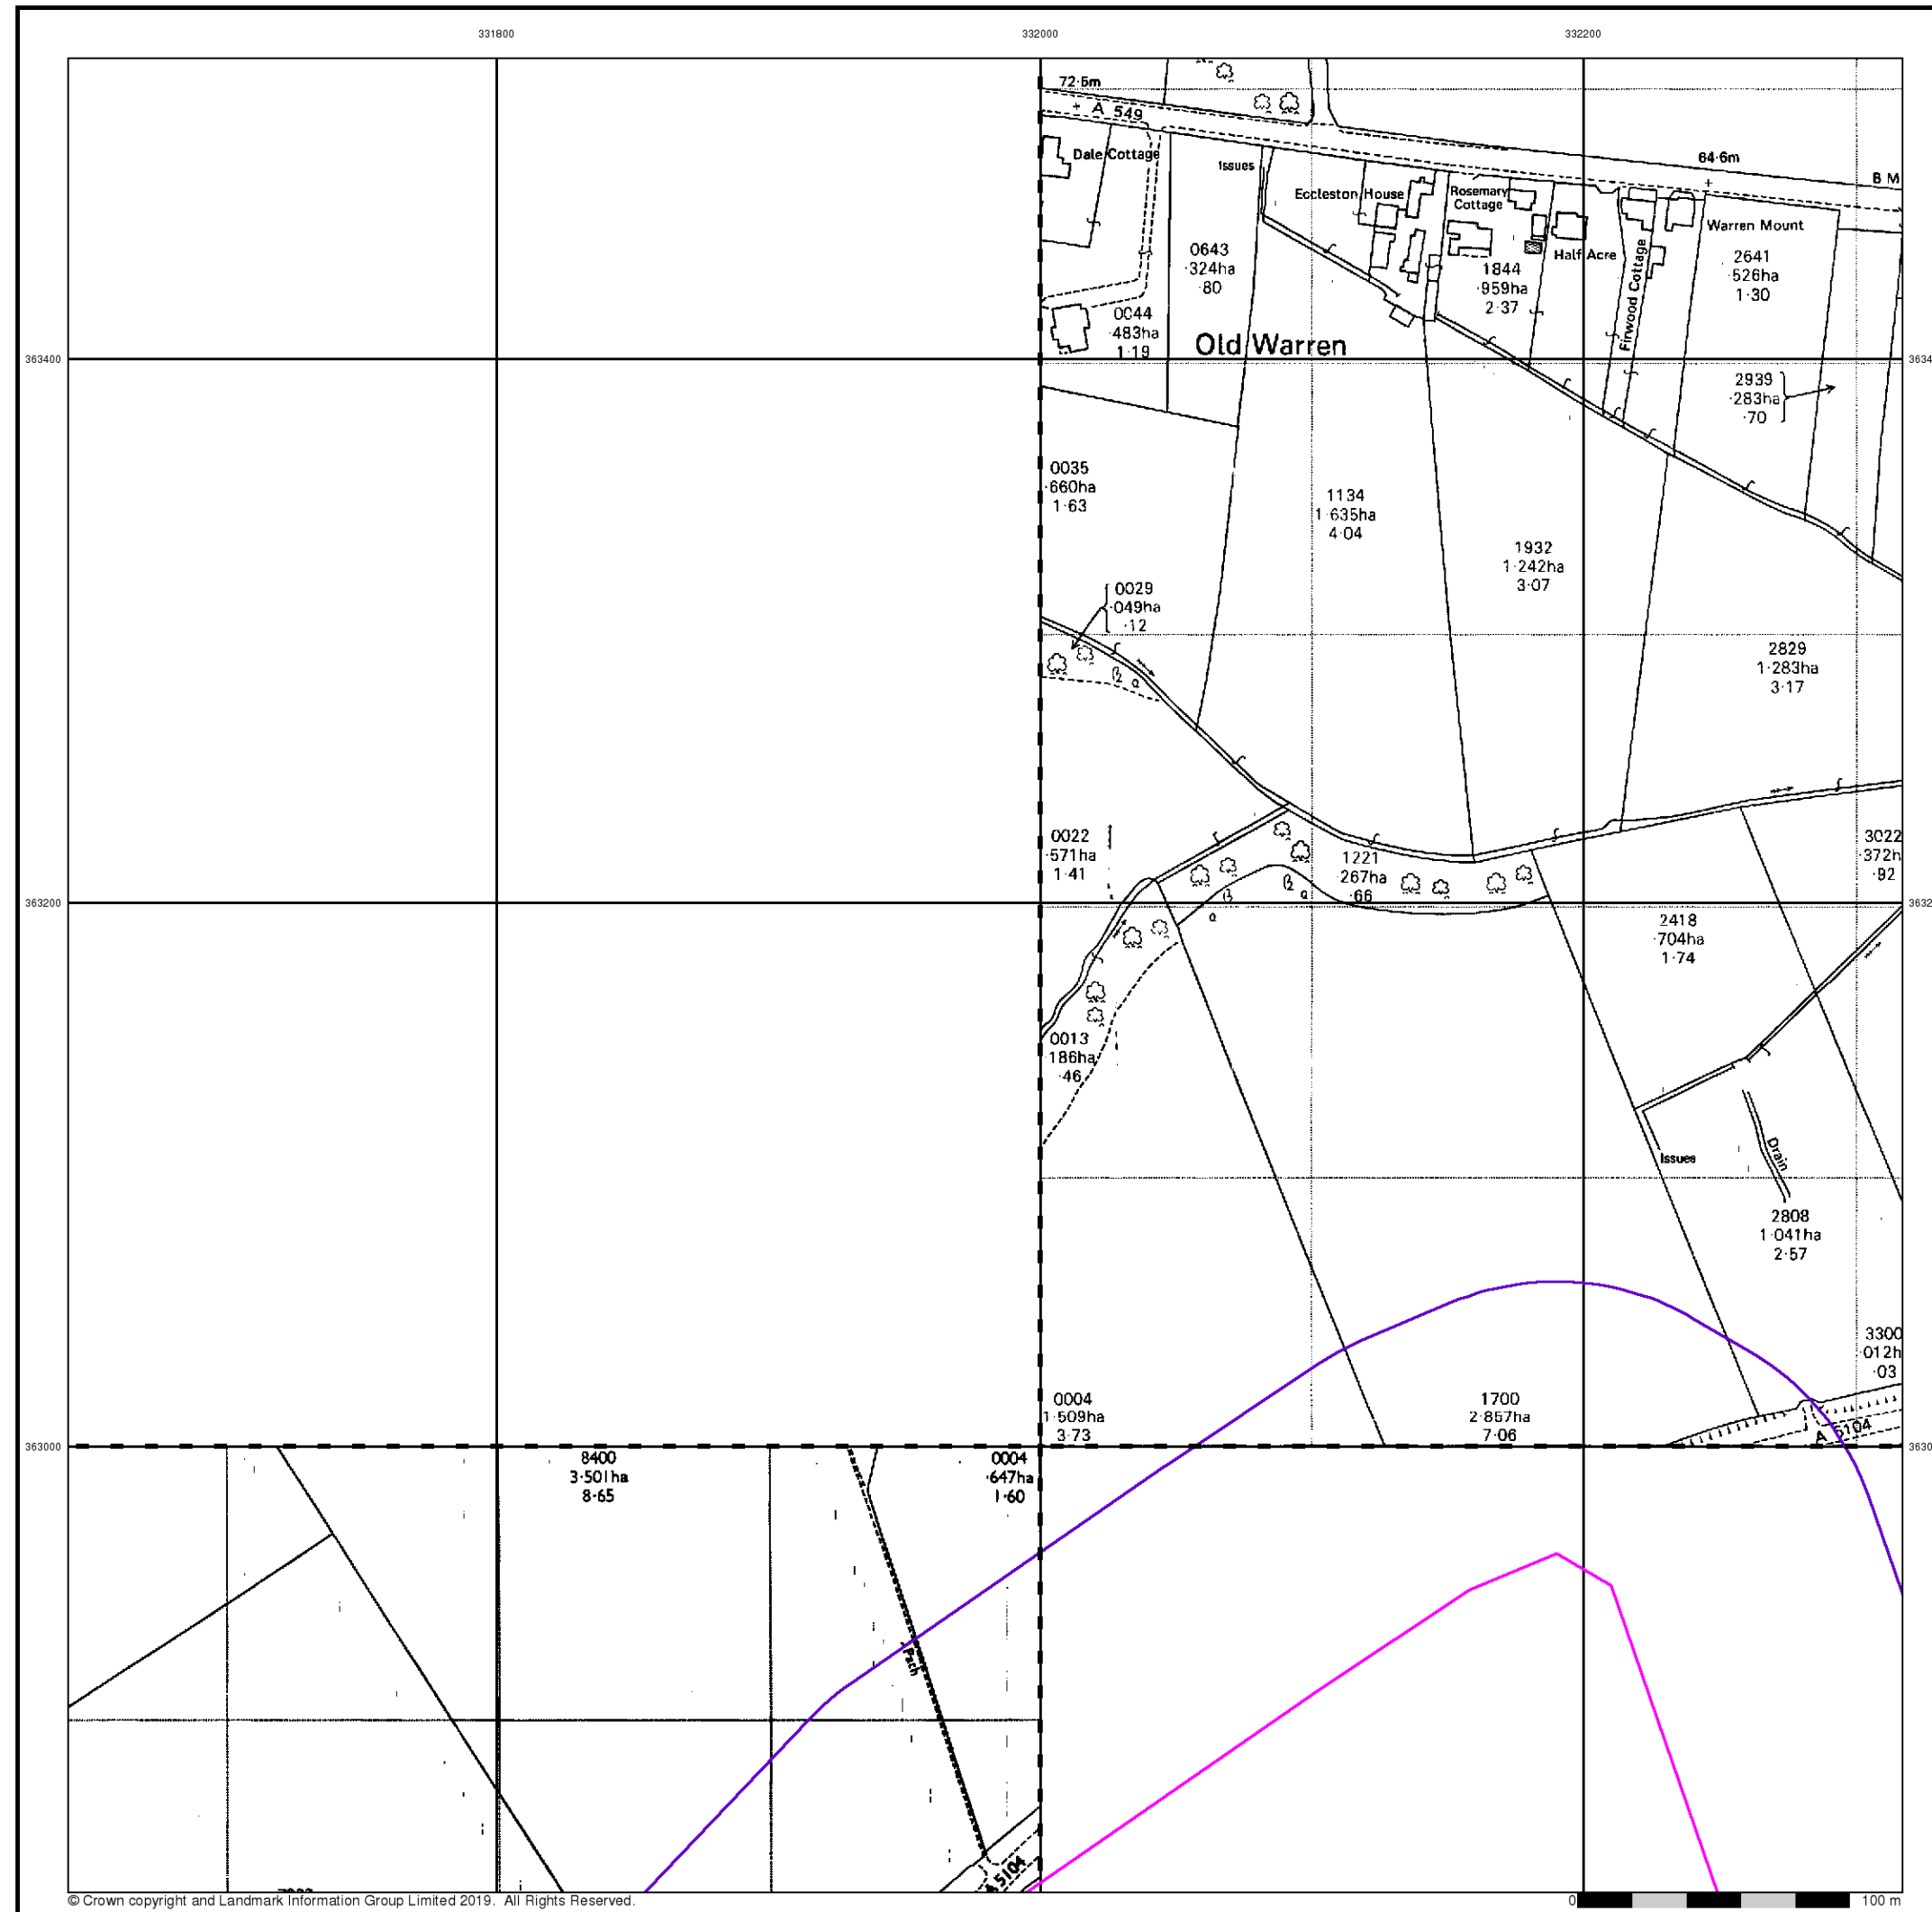 331800
332000
332200
72·5m
A 549
64·6m
B M
Dale Cottage
Issues
Eccleston House
Rosemary
Cottage
Warren Mount
Half Acre
Firwood Cottage
0643
·324ha
·80
1844
·959ha
2·37
2641
·526ha
1·30
0044
·483ha
1·19
Old Warren
363400
2939
·283ha
·70
0035
·660ha
1·63
1134
1·635ha
4·04
1932
1·242ha
3·07
0029
·049ha
·12
2829
1·283ha
3·17
0022
·571ha
1·41
1221
·267ha
·66
3022
·372h
·92
363200
2418
·704ha
1·74
0013
186ha
·46
Issues
Drain
2808
1·041ha
2·57
3300
·012h
·03
0004
1·509ha
3·73
1700
2·857ha
7·06
A 5104
363000
8400
3·501ha
8·65
0004
·647ha
1·60
Path
A 5104
© Crown copyright and Landmark Information Group Limited 2019. All Rights Reserved.
0
100 m